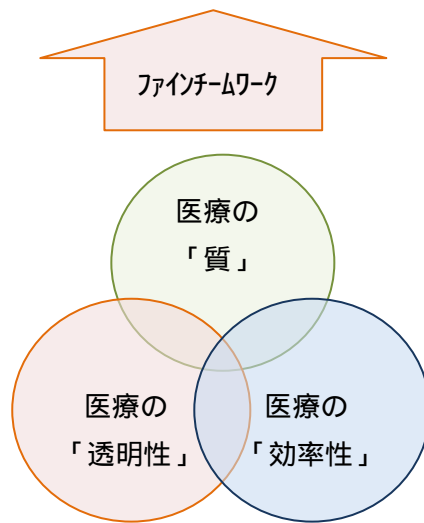 ファインチームワーク
医療の
「質」
医療の
「透明性」
医療の
「効率性」